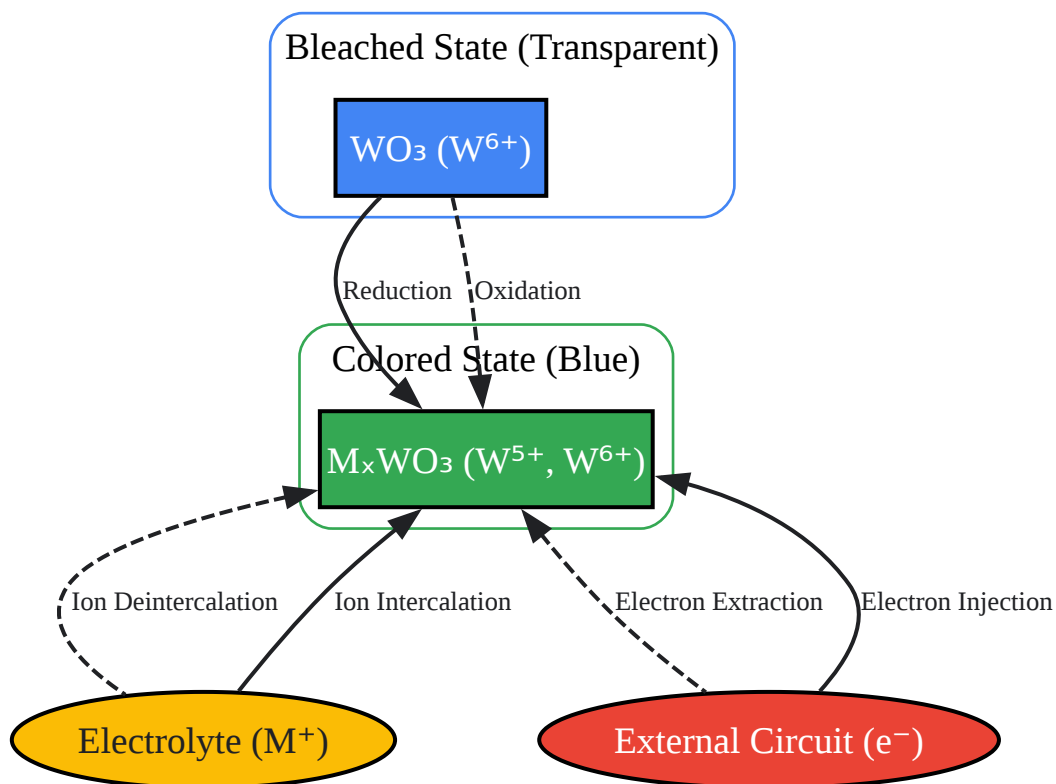 Bleached State (Transparent)
WO₃ (W⁶⁺)
Reduction
Oxidation
Colored State (Blue)
MₓWO₃ (W⁵⁺, W⁶⁺)
Ion Deintercalation
Ion Intercalation
Electron Extraction
Electron Injection
Electrolyte (M⁺)
External Circuit (e⁻)